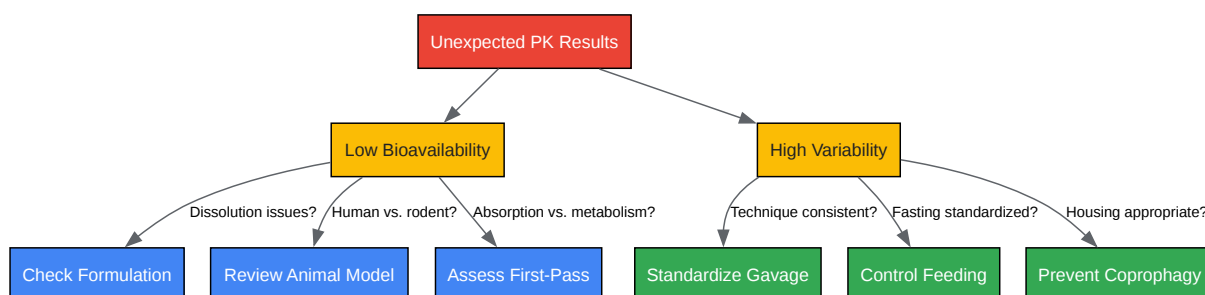 Unexpected PK Results
Low Bioavailability
High Variability
Dissolution issues?
Human vs. rodent?
Absorption vs. metabolism?
Technique consistent?
Fasting standardized?
Housing appropriate?
Check Formulation
Review Animal Model
Assess First-Pass
Standardize Gavage
Control Feeding
Prevent Coprophagy